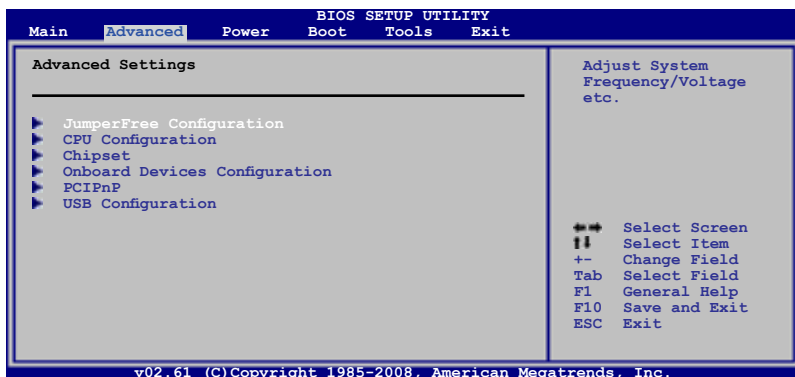 BIOS SETUP UTILITY
Main Advanced Power Boot Tools Exit
Advanced Settings
JumperFree Configuration
CPU Configuration
Chipset
Onboard Devices Configuration
PCIPnP
USB Configuration
Adjust System
Frequency/Voltage
etc.
Select Screen
Select Item
+- Change Field
Tab Select Field
F1 General Help
F10 Save and Exit
ESC Exit
v02.61 (C)Copyright 1985-2008, American Megatrends, Inc.